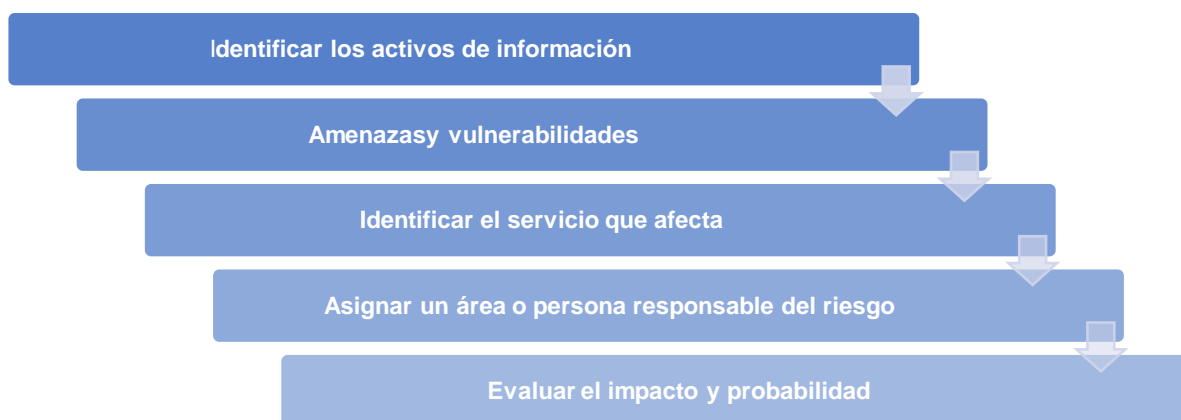 Identificar los activos de información
Amenazasy vulnerabilidades
Identificar el servicio que afecta
Asignar un área o persona responsable del riesgo
Evaluar el impacto y probabilidad